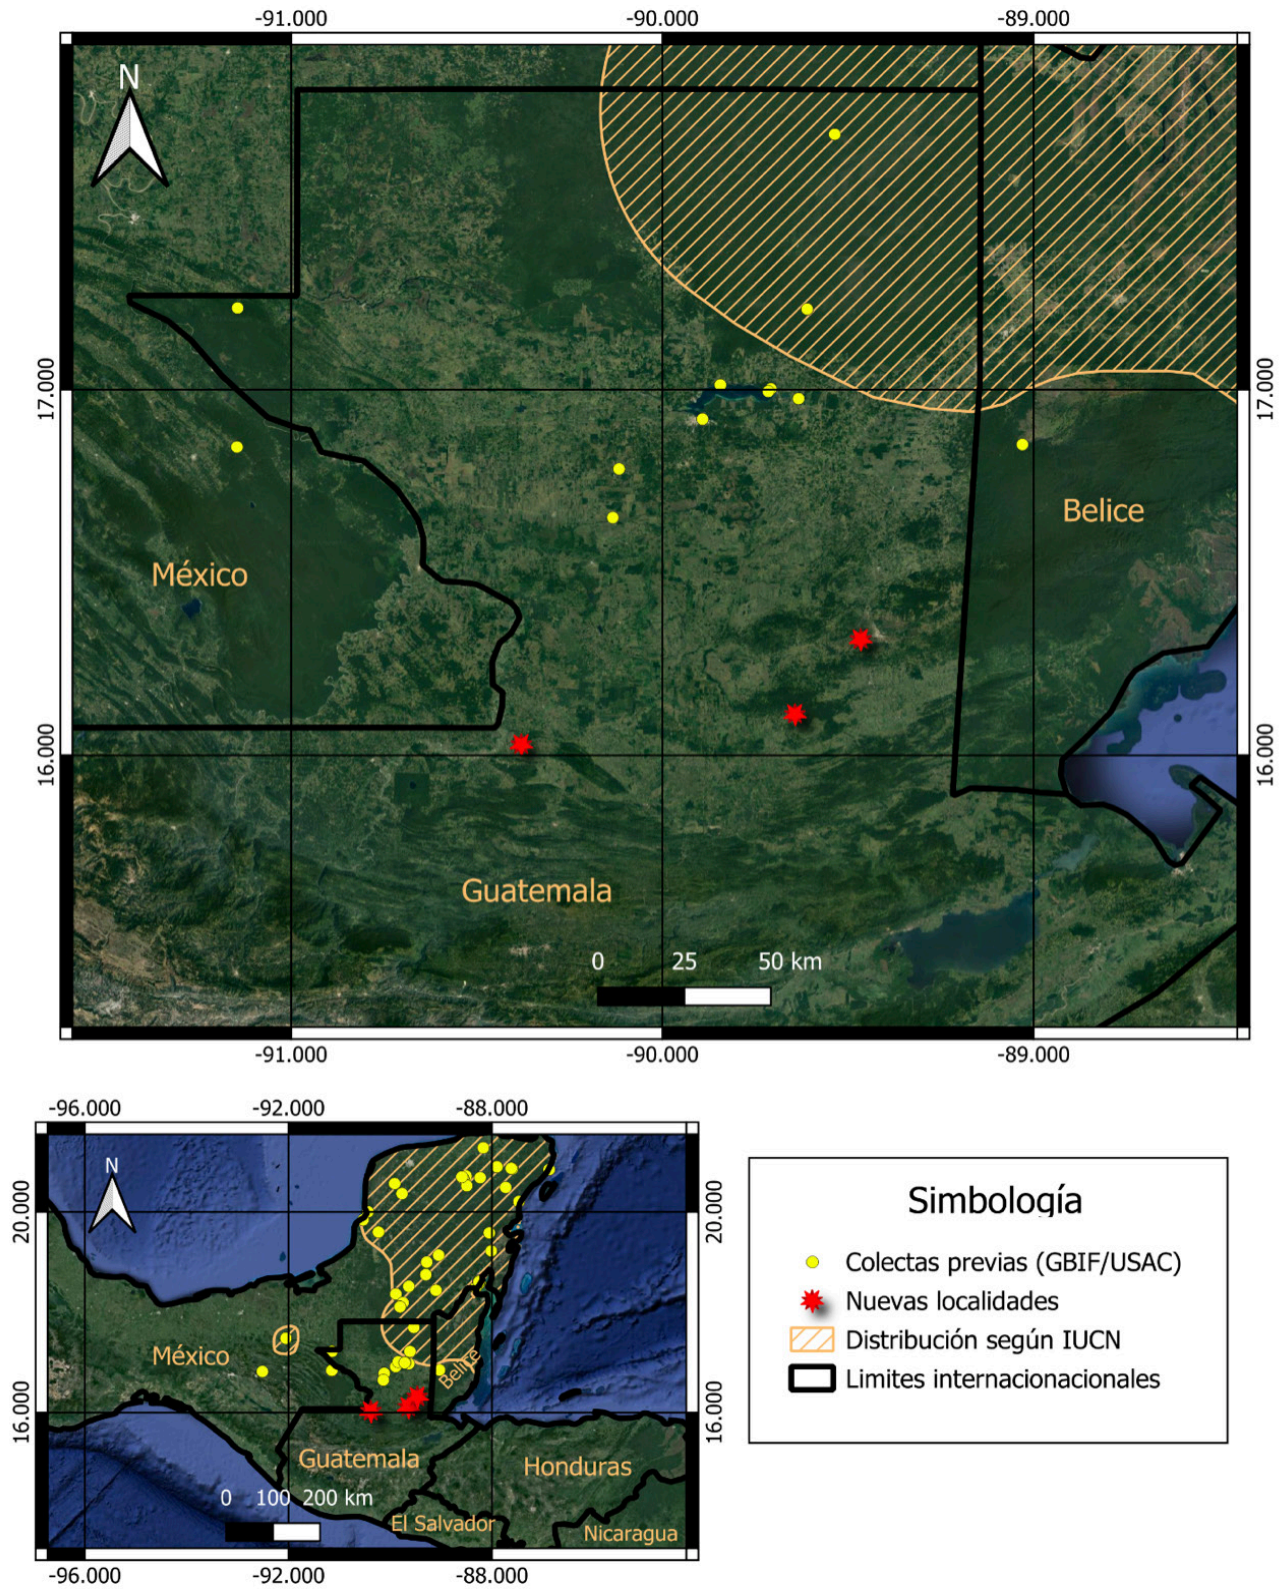 -91.000 -90.000 -89.000
N
17.000 17.000
Belice
México
16.000 16.000
Guatemala
0 25 50 km
-91.000 -90.000 -89.000
-96.000 -92.000 -88.000
N
20.000 20.000
México
Belice
16.000 16.000
Guatemala
Honduras
0 100 200 km
El Salvador
Nicaragua
-96.000 -92.000 -88.000
Simbología
Colectas previas (GBIF/USAC)
Nuevas localidades
Distribución según IUCN
Limites internacionacionales